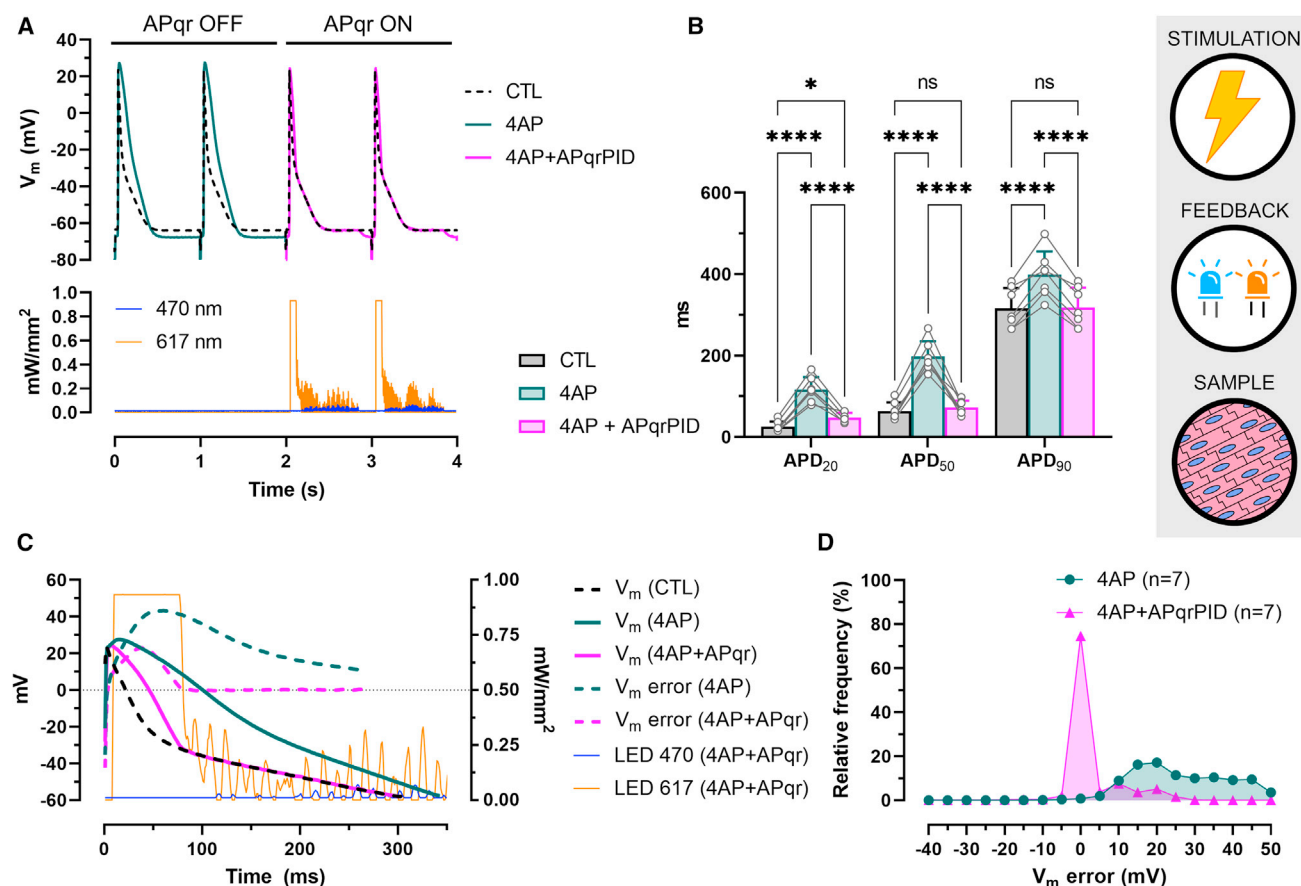 A
APqr OFF APqr ON
40
20
0
-20
-40
-60
-80
Vm (mV)
CTL
4AP
4AP+APqrPID
1.0
0.8
0.6
0.4
0.2
0.0
mW/mm2
470 nm
617 nm
0 1 2 3 4
Time (s)
CTL
4AP
4AP + APqrPID
B
* ns ns
**** **** ****
**** **** ****
600
400
200
0
ms
APD20 APD50 APD90
STIMULATION
FEEDBACK
SAMPLE
C
60
40
20
0
-20
-40
-60
mV
1.00
0.75
0.50
0.25
0.00
mW/mm2
0 100 200 300
Time (ms)
Vm (CTL)
Vm (4AP)
Vm (4AP+APqr)
Vm error (4AP)
Vm error (4AP+APqr)
LED 470 (4AP+APqr)
LED 617 (4AP+APqr)
D
4AP (n=7)
4AP+APqrPID (n=7)
100
80
60
40
20
0
Relative frequency (%)
-40 -30 -20 -10 0 10 20 30 40 50
Vm error (mV)